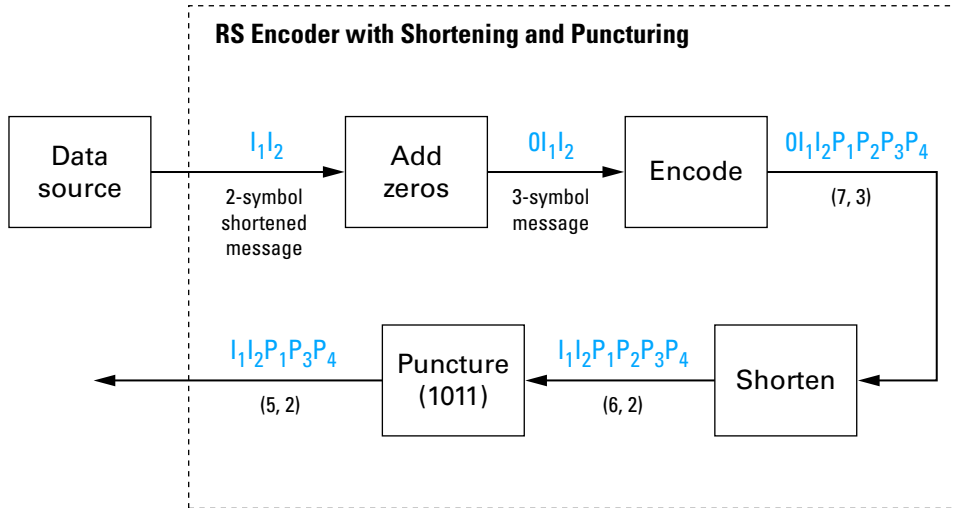 RS Encoder with Shortening and Puncturing
Data
source
I₁I₂
2-symbol
shortened
message
Add
zeros
0I₁I₂
3-symbol
message
Encode
0I₁I₂P₁P₂P₃P₄
(7, 3)
Shorten
I₁I₂P₁P₂P₃P₄
(6, 2)
Puncture
(1011)
I₁I₂P₁P₃P₄
(5, 2)